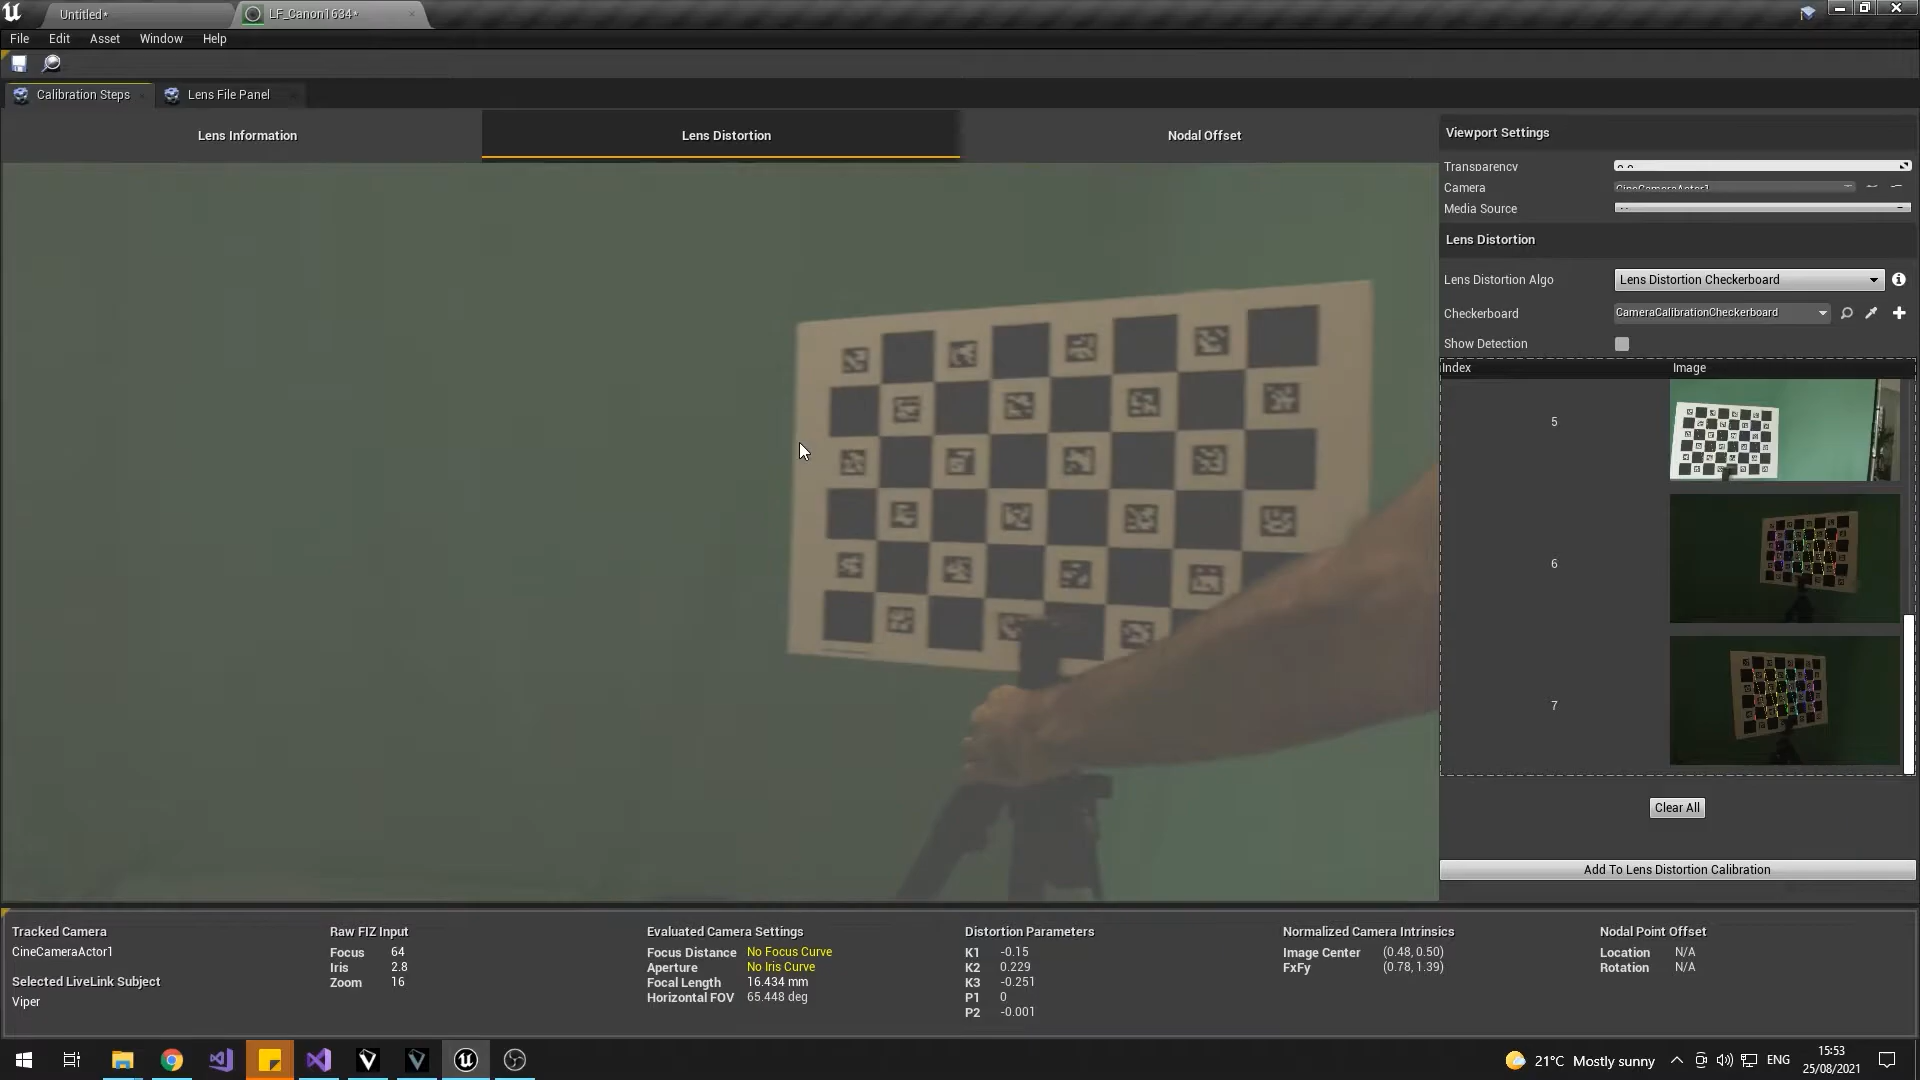 Untitled*
LF_Canon1634*
File Edit Asset Window Help
Calibration Steps
Lens File Panel
Lens Information
Lens Distortion
Nodal Offset
Viewport Settings
Transparency
Camera
CineCameraActor1
Media Source
Lens Distortion
Lens Distortion Algo
Lens Distortion Checkerboard
Checkerboard
CameraCalibrationCheckerboard
Show Detection
Index
Image
5
6
7
Clear All
Add To Lens Distortion Calibration
Tracked Camera
CineCameraActor1
Selected LiveLink Subject
Viper
Raw FIZ Input
Focus 64
Iris 2.8
Zoom 16
Evaluated Camera Settings
Focus Distance No Focus Curve
Aperture No Iris Curve
Focal Length 16.434 mm
Horizontal FOV 65.448 deg
Distortion Parameters
K1 -0.15
K2 0.229
K3 -0.251
P1 0
P2 -0.001
Normalized Camera Intrinsics
Image Center (0.48, 0.50)
FxFy (0.78, 1.39)
Nodal Point Offset
Location N/A
Rotation N/A
21°C Mostly sunny
ENG
15:53
25/08/2021